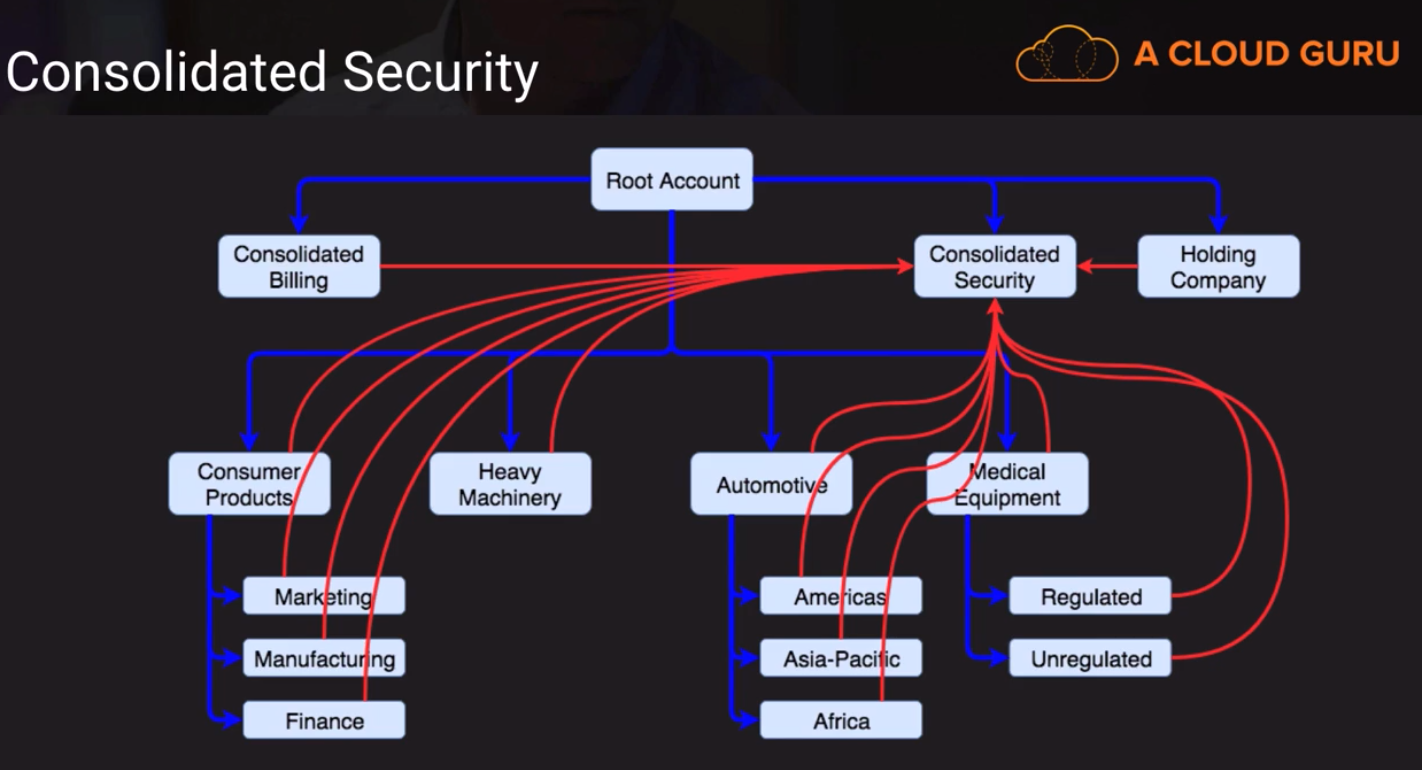 Consolidated Security
A CLOUD GURU
Root Account
Consolidated
Billing
Consolidated
Security
Holding
Company
Consumer
Products
Heavy
Machinery
Automotive
Medical
Equipment
Marketing
Manufacturing
Finance
Americas
Asia-Pacific
Africa
Regulated
Unregulated